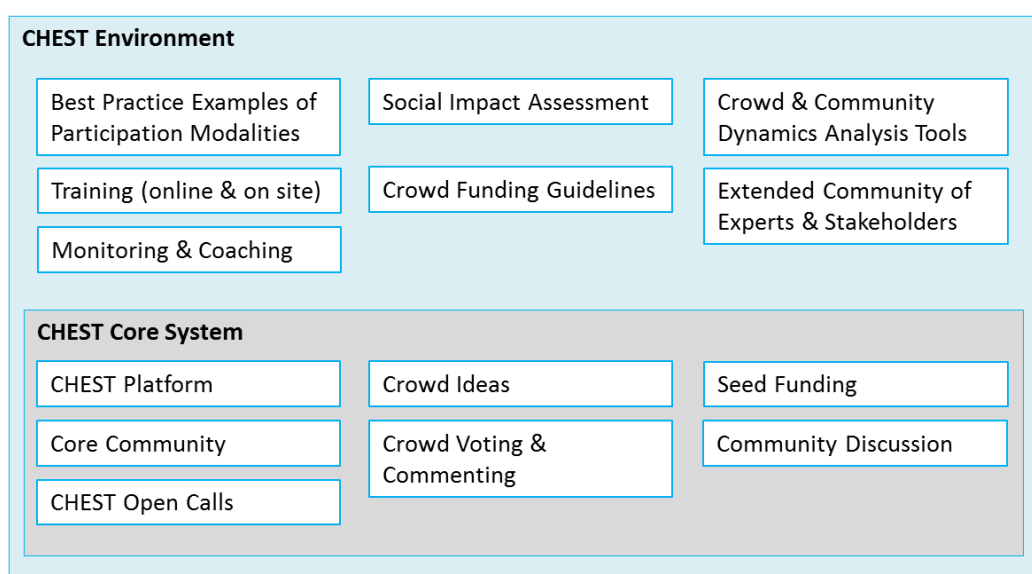 CHEST Environment
Best Practice Examples of
Participation Modalities
Training (online & on site)
Monitoring & Coaching
Social Impact Assessment
Crowd Funding Guidelines
Crowd & Community
Dynamics Analysis Tools
Extended Community of
Experts & Stakeholders
CHEST Core System
CHEST Platform
Core Community
CHEST Open Calls
Crowd Ideas
Crowd Voting &
Commenting
Seed Funding
Community Discussion